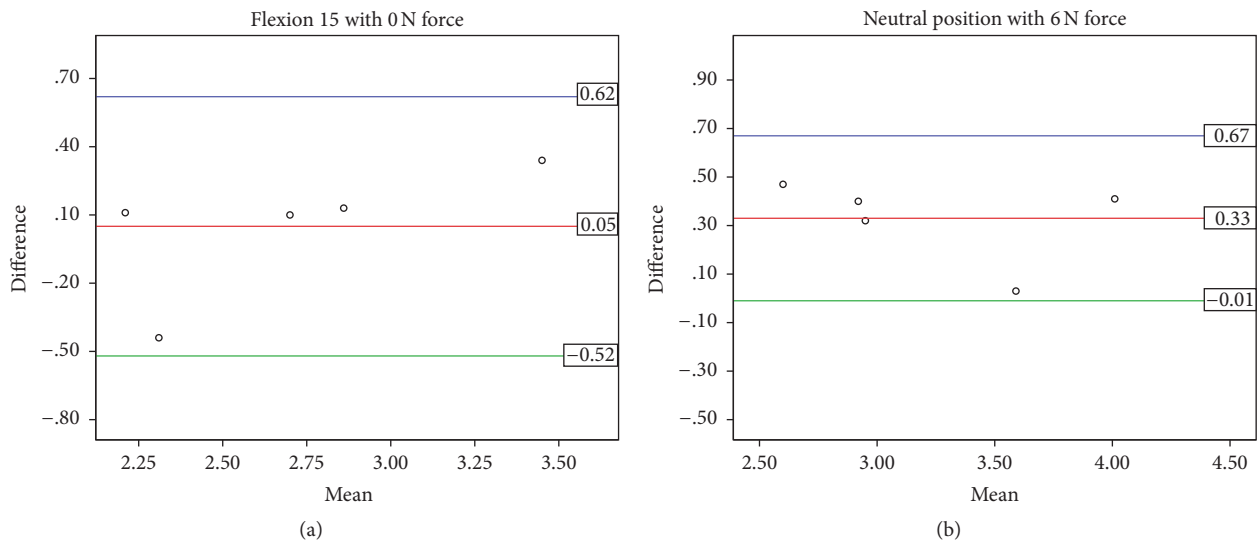 Flexion 15 with 0 N force
Difference
.70
.40
.10
−.20
−.50
−.80
0.62
0.05
−0.52
2.25 2.50 2.75 3.00 3.25 3.50
Mean
(a)
Neutral position with 6 N force
Difference
.90
.70
.50
.30
.10
−.10
−.30
−.50
0.67
0.33
−0.01
2.50 3.00 3.50 4.00 4.50
Mean
(b)